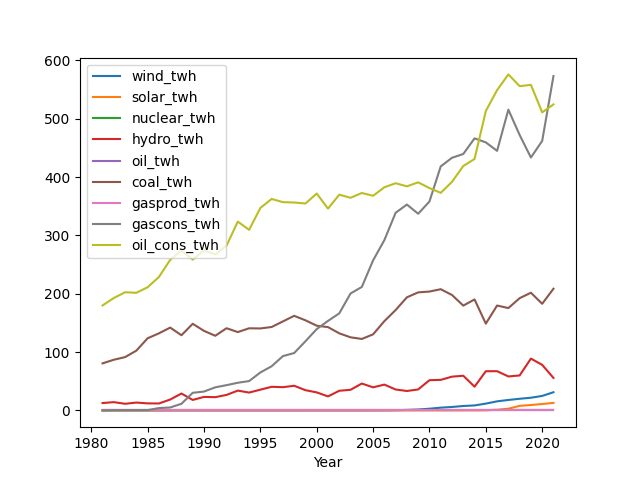 600
500
400
300
200
100
0
wind_twh
solar_twh
nuclear_twh
hydro_twh
oil_twh
coal_twh
gasprod_twh
gascons_twh
oil_cons_twh
1980 1985 1990 1995 2000 2005 2010 2015 2020
Year